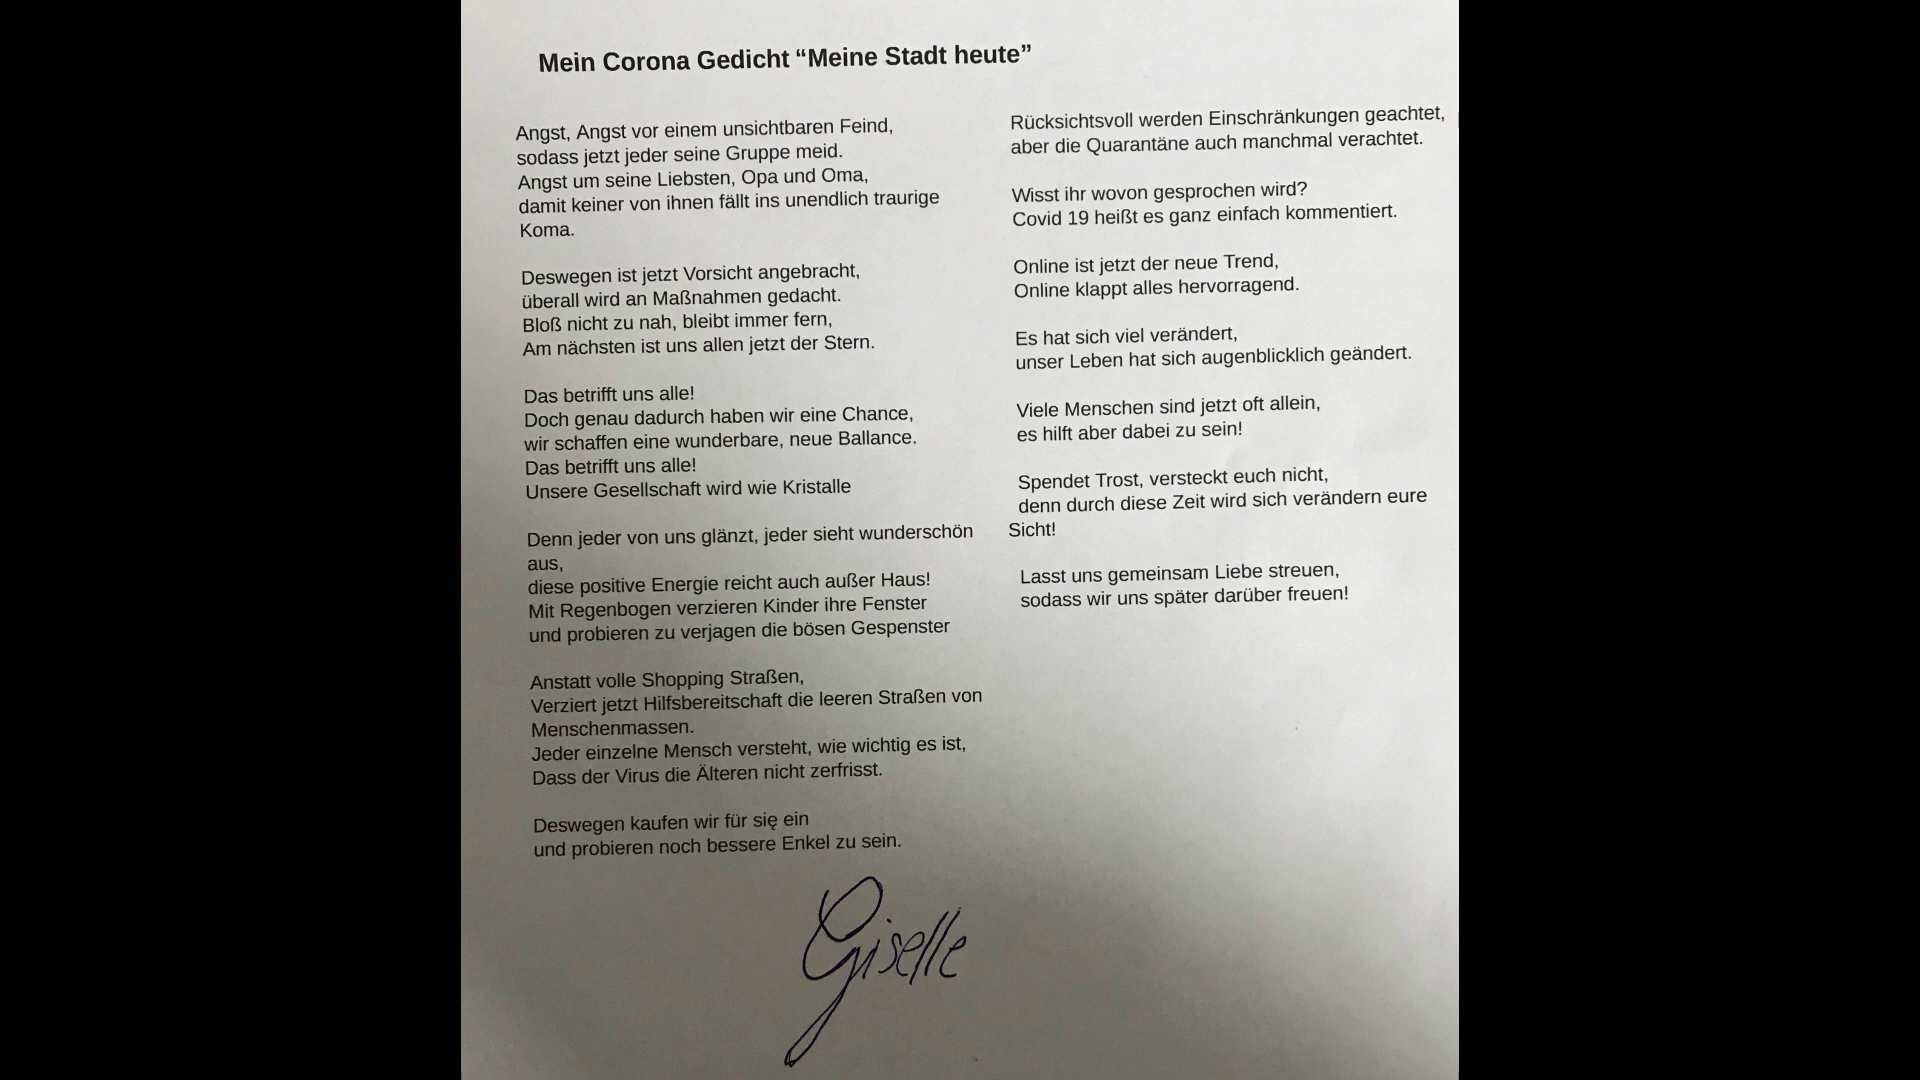 Mein Corona Gedicht “Meine Stadt heute”
Angst, Angst vor einem unsichtbaren Feind,
sodass jetzt jeder seine Gruppe meid.
Angst um seine Liebsten, Opa und Oma,
damit keiner von ihnen fällt ins unendlich traurige
Koma.
Deswegen ist jetzt Vorsicht angebracht,
überall wird an Maßnahmen gedacht.
Bloß nicht zu nah, bleibt immer fern,
Am nächsten ist uns allen jetzt der Stern.
Das betrifft uns alle!
Doch genau dadurch haben wir eine Chance,
wir schaffen eine wunderbare, neue Ballance.
Das betrifft uns alle!
Unsere Gesellschaft wird wie Kristalle
Denn jeder von uns glänzt, jeder sieht wunderschön
aus,
diese positive Energie reicht auch außer Haus!
Mit Regenbogen verzieren Kinder ihre Fenster
und probieren zu verjagen die bösen Gespenster
Anstatt volle Shopping Straßen,
Verziert jetzt Hilfsbereitschaft die leeren Straßen von
Menschenmassen.
Jeder einzelne Mensch versteht, wie wichtig es ist,
Dass der Virus die Älteren nicht zerfrisst.
Deswegen kaufen wir für się ein
und probieren noch bessere Enkel zu sein.
Rücksichtsvoll werden Einschränkungen geachtet,
aber die Quarantäne auch manchmal verachtet.
Wisst ihr wovon gesprochen wird?
Covid 19 heißt es ganz einfach kommentiert.
Online ist jetzt der neue Trend,
Online klappt alles hervorragend.
Es hat sich viel verändert,
unser Leben hat sich augenblicklich geändert.
Viele Menschen sind jetzt oft allein,
es hilft aber dabei zu sein!
Spendet Trost, versteckt euch nicht,
denn durch diese Zeit wird sich verändern eure
Sicht!
Lasst uns gemeinsam Liebe streuen,
sodass wir uns später darüber freuen!
Giselle